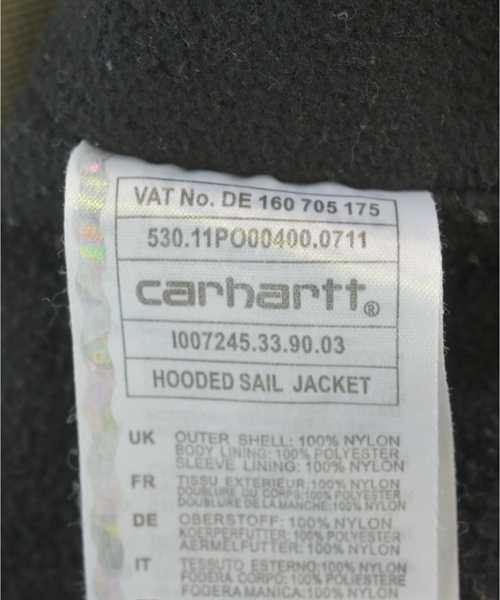 VAT No. DE 160 705 175
530.11PO00400.0711
carhartt®
I007245.33.90.03
HOODED SAIL JACKET
UK OUTER SHELL: 100% NYLON
BODY LINING: 100% POLYESTER
SLEEVE LINING: 100% NYLON
FR TISSU EXTERIEUR:100% NYLON
DOUBLURE DU CORPS:100% POLYESTER
DOUBLURE DE LA MANCHE:100% NYLON
DE OBERSTOFF: 100% NYLON
KOERPERFUTTER: 100% POLYESTER
AERMELFUTTER: 100% NYLON
IT TESSUTO ESTERNO:100% NYLON
FODERA CORPO: 100% POLIESTERE
FODERA MANICA: 100% NYLON